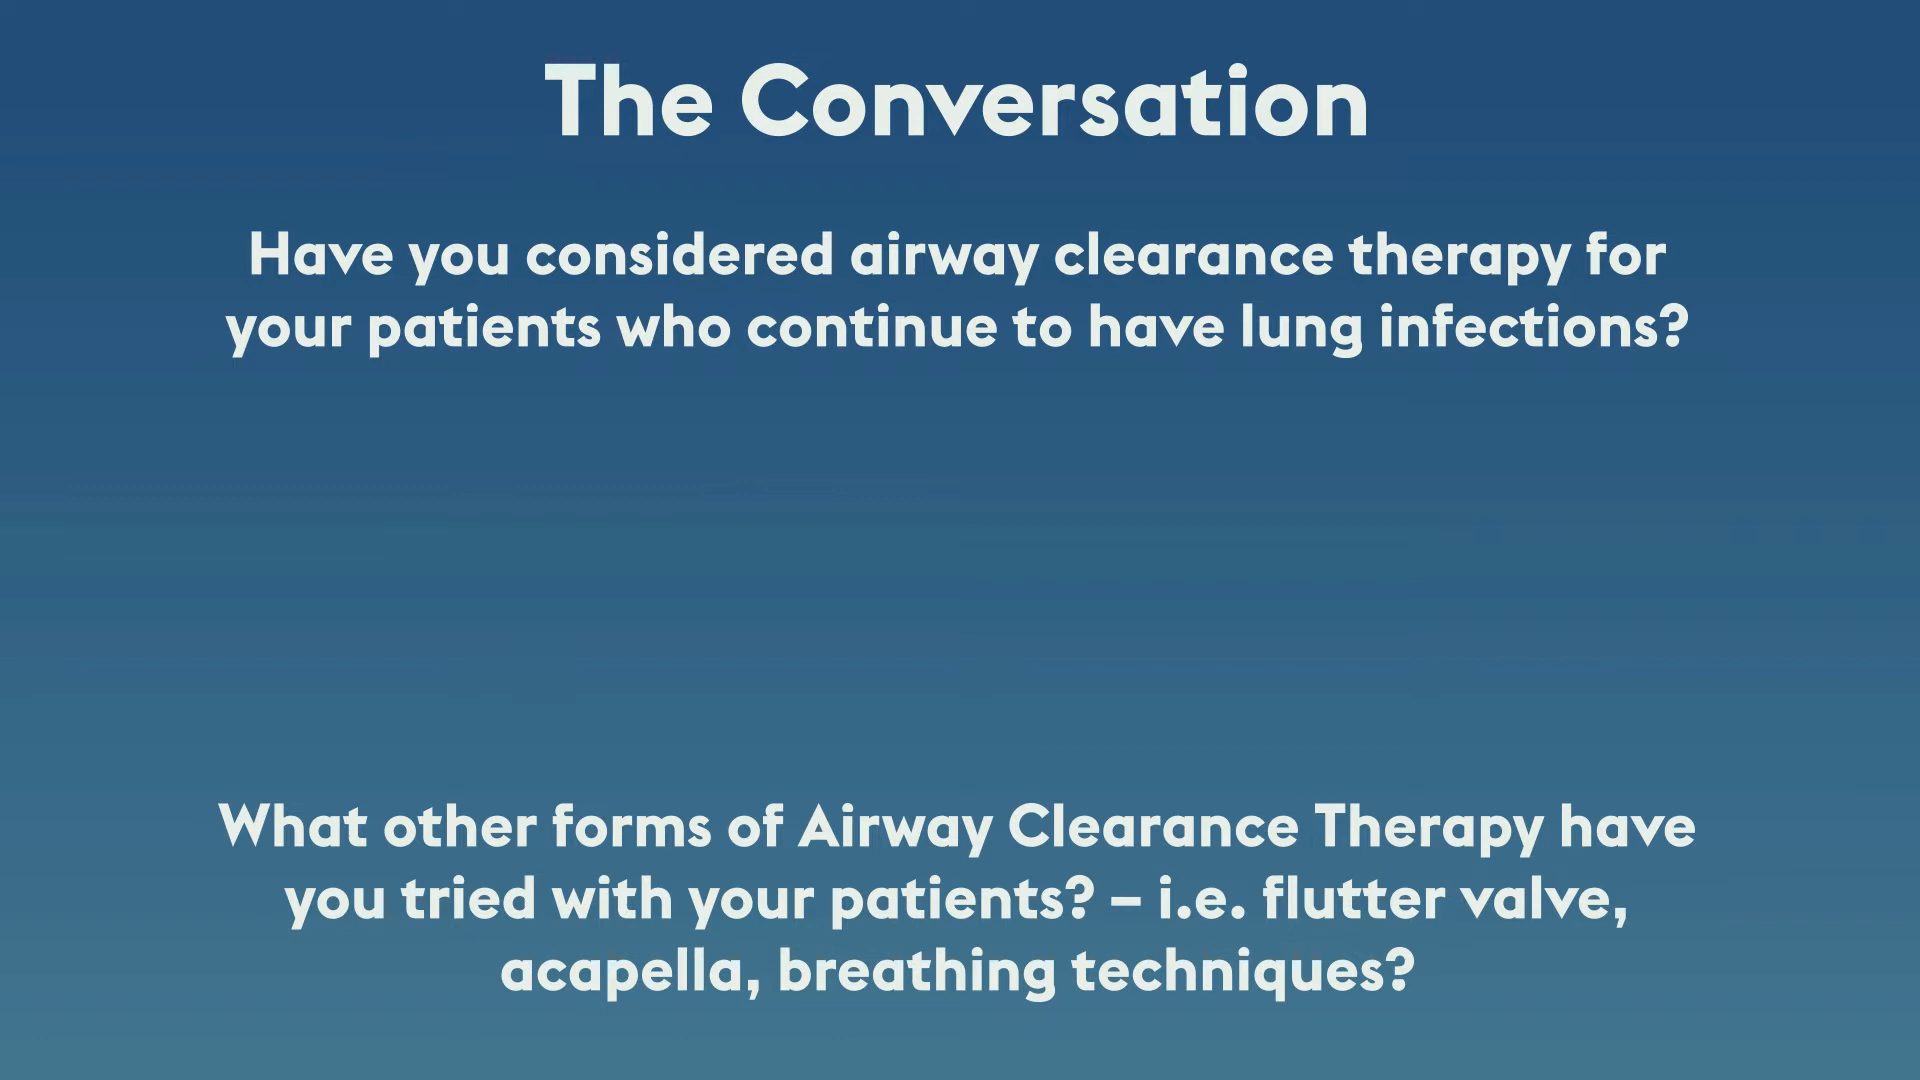 The Conversation
Have you considered airway clearance therapy for
your patients who continue to have lung infections?
What other forms of Airway Clearance Therapy have
you tried with your patients? – i.e. flutter valve,
acapella, breathing techniques?